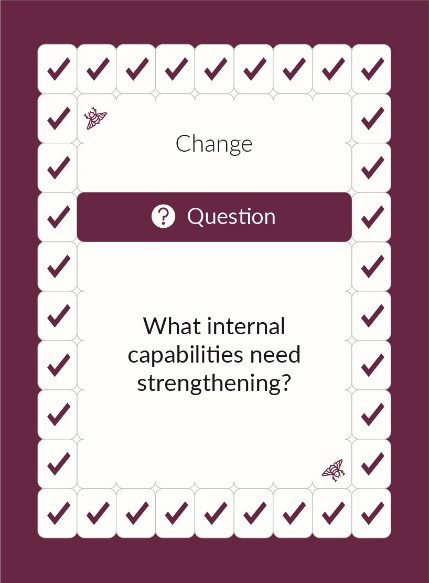 Change
? Question
What internal
capabilities need
strengthening?